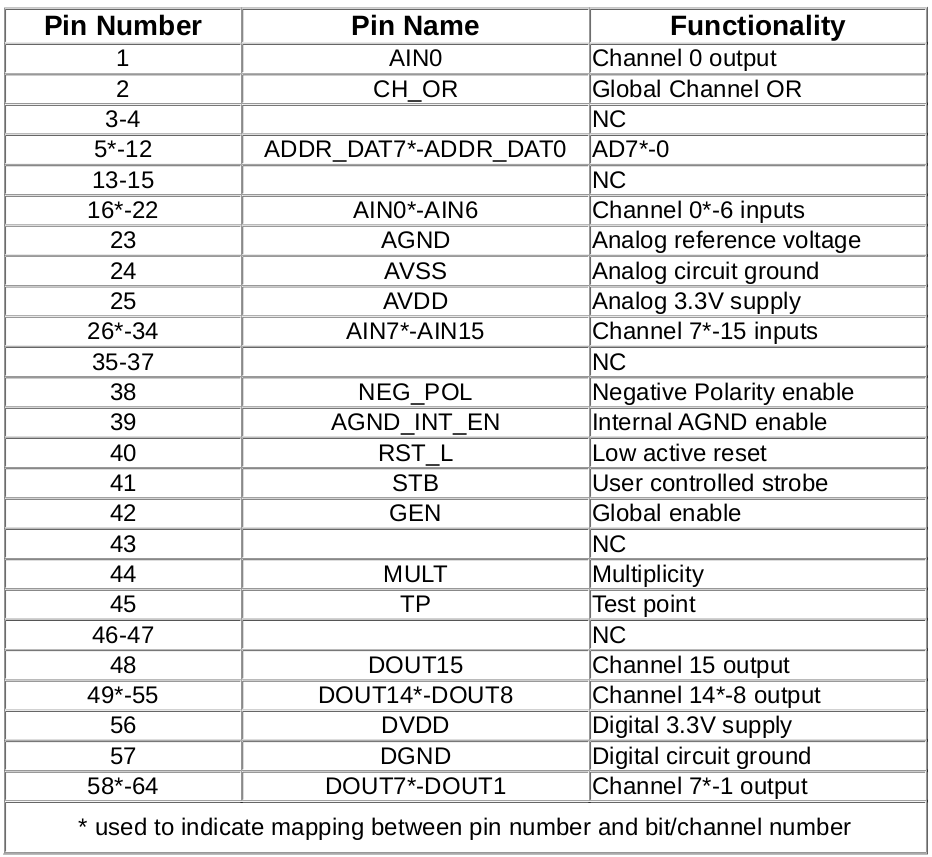 Pin Number Pin Name Functionality
1 AIN0 Channel 0 output
2 CH_OR Global Channel OR
3-4 NC
5*-12 ADDR_DAT7*-ADDR_DAT0 AD7*-0
13-15 NC
16*-22 AIN0*-AIN6 Channel 0*-6 inputs
23 AGND Analog reference voltage
24 AVSS Analog circuit ground
25 AVDD Analog 3.3V supply
26*-34 AIN7*-AIN15 Channel 7*-15 inputs
35-37 NC
38 NEG_POL Negative Polarity enable
39 AGND_INT_EN Internal AGND enable
40 RST_L Low active reset
41 STB User controlled strobe
42 GEN Global enable
43 NC
44 MULT Multiplicity
45 TP Test point
46-47 NC
48 DOUT15 Channel 15 output
49*-55 DOUT14*-DOUT8 Channel 14*-8 output
56 DVDD Digital 3.3V supply
57 DGND Digital circuit ground
58*-64 DOUT7*-DOUT1 Channel 7*-1 output
* used to indicate mapping between pin number and bit/channel number